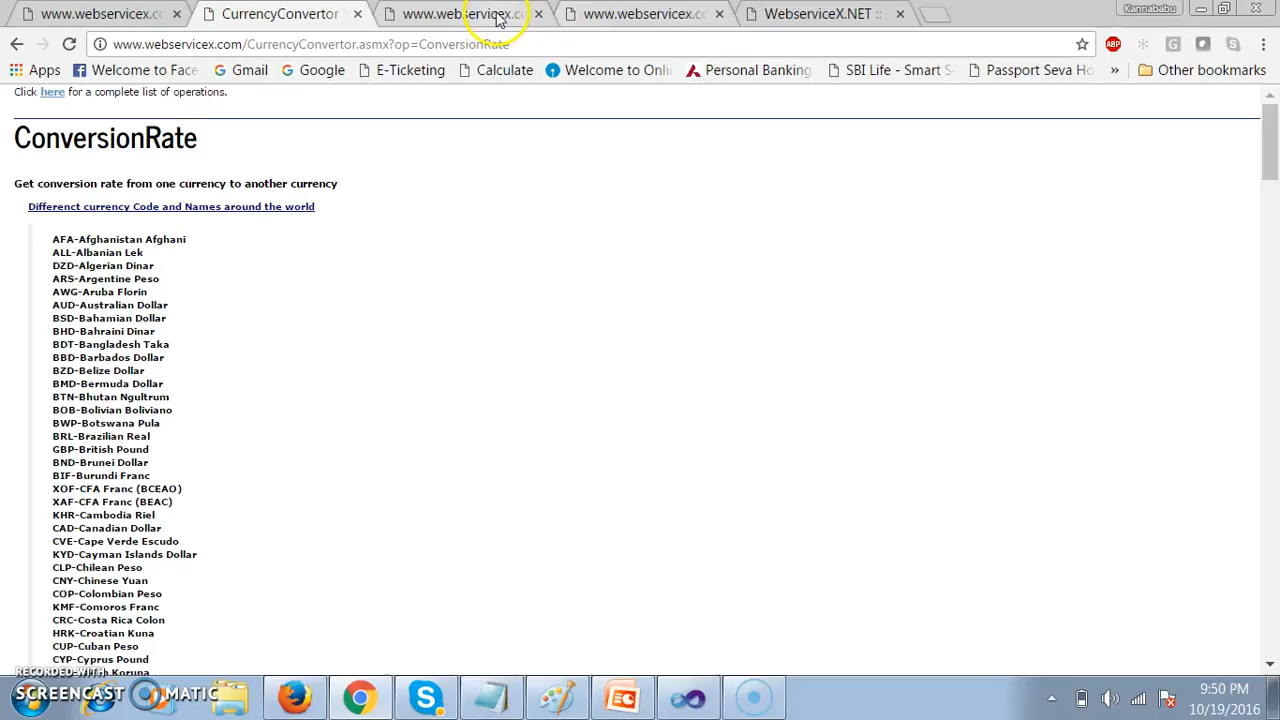 www.webservicex.co
CurrencyConvertor
www.webservicex.c
www.webservicex.co
WebserviceX.NET ::
Kannababu
www.webservicex.com/CurrencyConvertor.asmx?op=ConversionRate
ABP
Apps
Welcome to Face
Gmail
Google
E-Ticketing
Calculate
Welcome to Onli
Personal Banking
SBI Life - Smart S
Passport Seva Ho
»
Other bookmarks
Click here for a complete list of operations.
ConversionRate
Get conversion rate from one currency to another currency
Differenct currency Code and Names around the world
AFA-Afghanistan Afghani
ALL-Albanian Lek
DZD-Algerian Dinar
ARS-Argentine Peso
AWG-Aruba Florin
AUD-Australian Dollar
BSD-Bahamian Dollar
BHD-Bahraini Dinar
BDT-Bangladesh Taka
BBD-Barbados Dollar
BZD-Belize Dollar
BMD-Bermuda Dollar
BTN-Bhutan Ngultrum
BOB-Bolivian Boliviano
BWP-Botswana Pula
BRL-Brazilian Real
GBP-British Pound
BND-Brunei Dollar
BIF-Burundi Franc
XOF-CFA Franc (BCEAO)
XAF-CFA Franc (BEAC)
KHR-Cambodia Riel
CAD-Canadian Dollar
CVE-Cape Verde Escudo
KYD-Cayman Islands Dollar
CLP-Chilean Peso
CNY-Chinese Yuan
COP-Colombian Peso
KMF-Comoros Franc
CRC-Costa Rica Colon
HRK-Croatian Kuna
CUP-Cuban Peso
CYP-Cyprus Pound
Koruna
RECORDED WITH
SCREENCAST MATIC
9:50 PM
10/19/2016